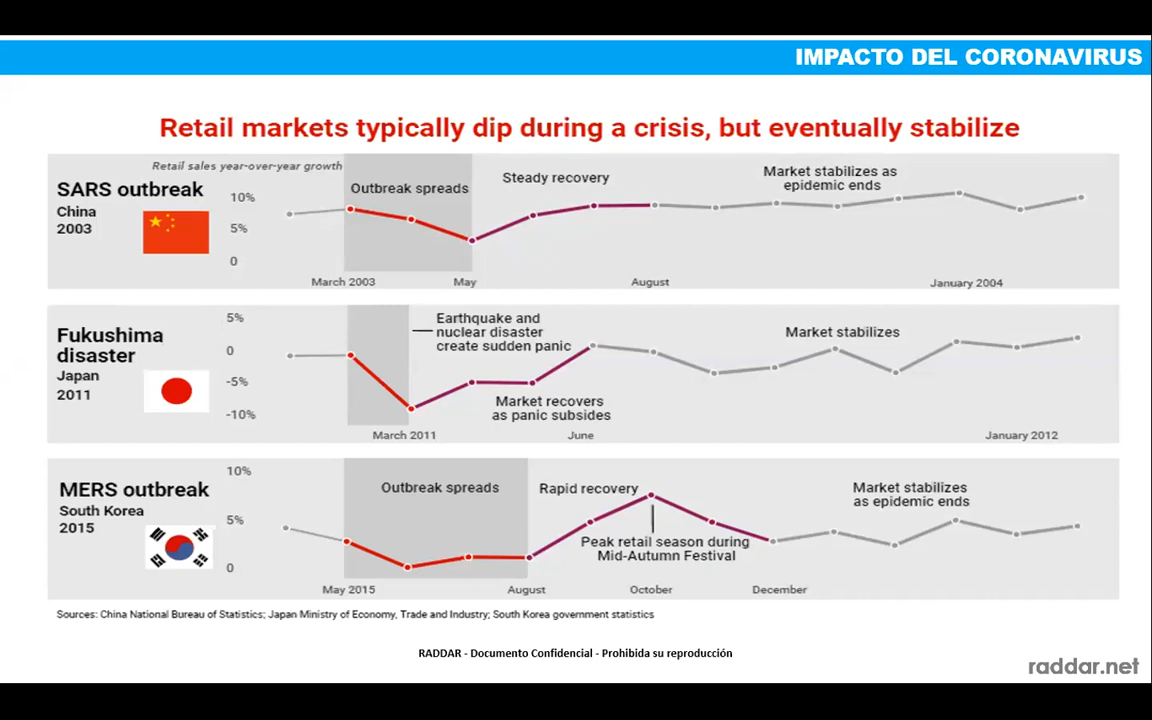 IMPACTO DEL CORONAVIRUS
Retail markets typically dip during a crisis, but eventually stabilize
Retail sales year-over-year growth
SARS outbreak
China
2003
10%
5%
0
Outbreak spreads
Steady recovery
Market stabilizes as
epidemic ends
March 2003
May
August
January 2004
Fukushima
disaster
Japan
2011
5%
0
-5%
-10%
Earthquake and
nuclear disaster
create sudden panic
Market recovers
as panic subsides
Market stabilizes
March 2011
June
January 2012
MERS outbreak
South Korea
2015
10%
5%
0
Outbreak spreads
Rapid recovery
Peak retail season during
Mid-Autumn Festival
Market stabilizes
as epidemic ends
May 2015
August
October
December
Sources: China National Bureau of Statistics; Japan Ministry of Economy, Trade and Industry; South Korea government statistics
RADDAR - Documento Confidencial - Prohibida su reproducción
raddar.net